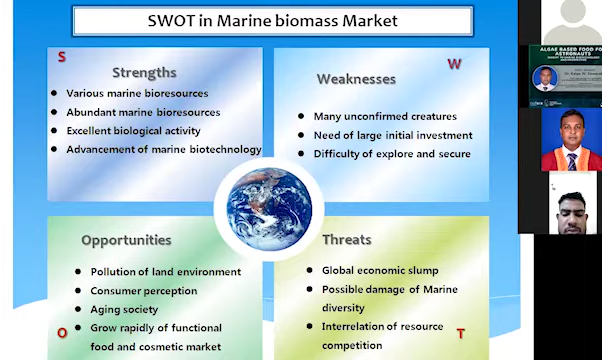 SWOT in Marine biomass Market
S
Strengths
● Various marine bioresources
● Abundant marine bioresources
● Excellent biological activity
● Advancement of marine biotechnology
W
Weaknesses
● Many unconfirmed creatures
● Need of large initial investment
● Difficulty of explore and secure
Opportunities
● Pollution of land environment
● Consumer perception
● Aging society
● Grow rapidly of functional
food and cosmetic market
O
Threats
● Global economic slump
● Possible damage of Marine
diversity
● Interrelation of resource
competition
T
ALGAE BASED FOOD FO
ASTRONAUTS